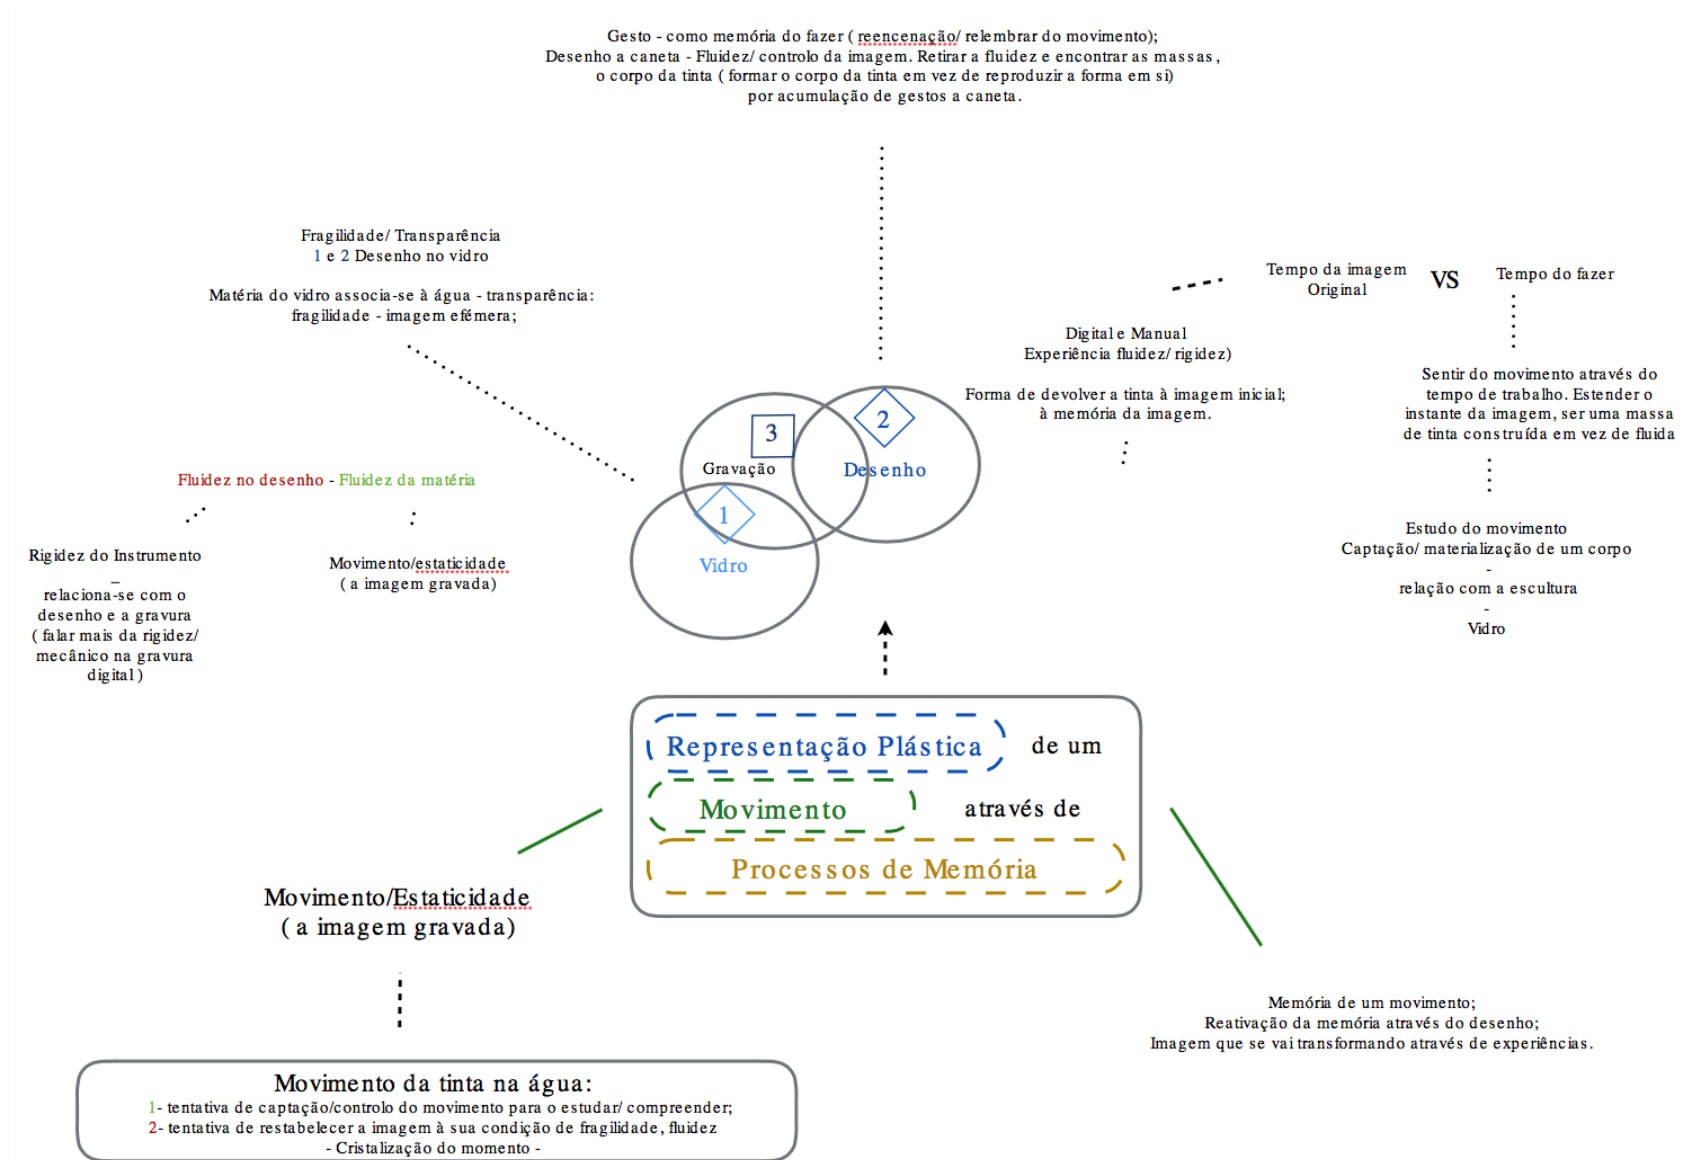 Gesto - como memória do fazer ( reencenação/ relembrar do movimento);
Desenho a caneta - Fluidez/ controlo da imagem. Retirar a fluidez e encontrar as massas,
o corpo da tinta ( formar o corpo da tinta em vez de reproduzir a forma em si)
por acumulação de gestos a caneta.
Fragilidade/ Transparência
1 e 2 Desenho no vidro
Matéria do vidro associa-se à água - transparência:
fragilidade - imagem efémera;
Tempo da imagem
Original
VS
Tempo do fazer
Digital e Manual
Experiência fluidez/ rigidez)
Forma de devolver a tinta à imagem inicial;
à memória da imagem.
Sentir do movimento através do
tempo de trabalho. Estender o
instante da imagem, ser uma massa
de tinta construída em vez de fluida
3
Gravação
2
Desenho
1
Vidro
Fluidez no desenho - Fluidez da matéria
Rigidez do Instrumento
–
relaciona-se com o
desenho e a gravura
( falar mais da rigidez/
mecânico na gravura
digital )
Movimento/estaticidade
( a imagem gravada)
Estudo do movimento
Captação/ materialização de um corpo
-
relação com a escultura
-
Vidro
Representação Plástica de um
Movimento através de
Processos de Memória
Movimento/Estaticidade
( a imagem gravada)
Memória de um movimento;
Reativação da memória através do desenho;
Imagem que se vai transformando através de experiências.
Movimento da tinta na água:
1- tentativa de captação/controlo do movimento para o estudar/ compreender;
2- tentativa de restabelecer a imagem à sua condição de fragilidade, fluidez
- Cristalização do momento -